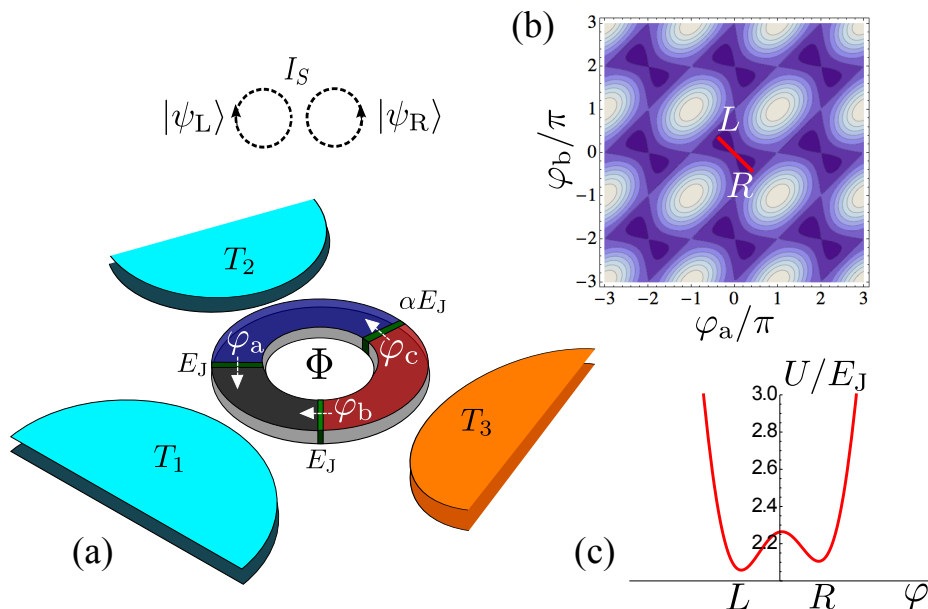 I_S
|ψ_L⟩ |ψ_R⟩
T_2
αE_J
φ_a
φ_c
E_J
Φ
φ_b
T_3
T_1
E_J
(a)
(b)
φ_b/π
3
2
1
0
−1
−2
−3
L
R
−3 −2 −1 0 1 2 3
φ_a/π
U/E_J
3.0
2.8
2.6
2.4
2.2
(c)
L R φ